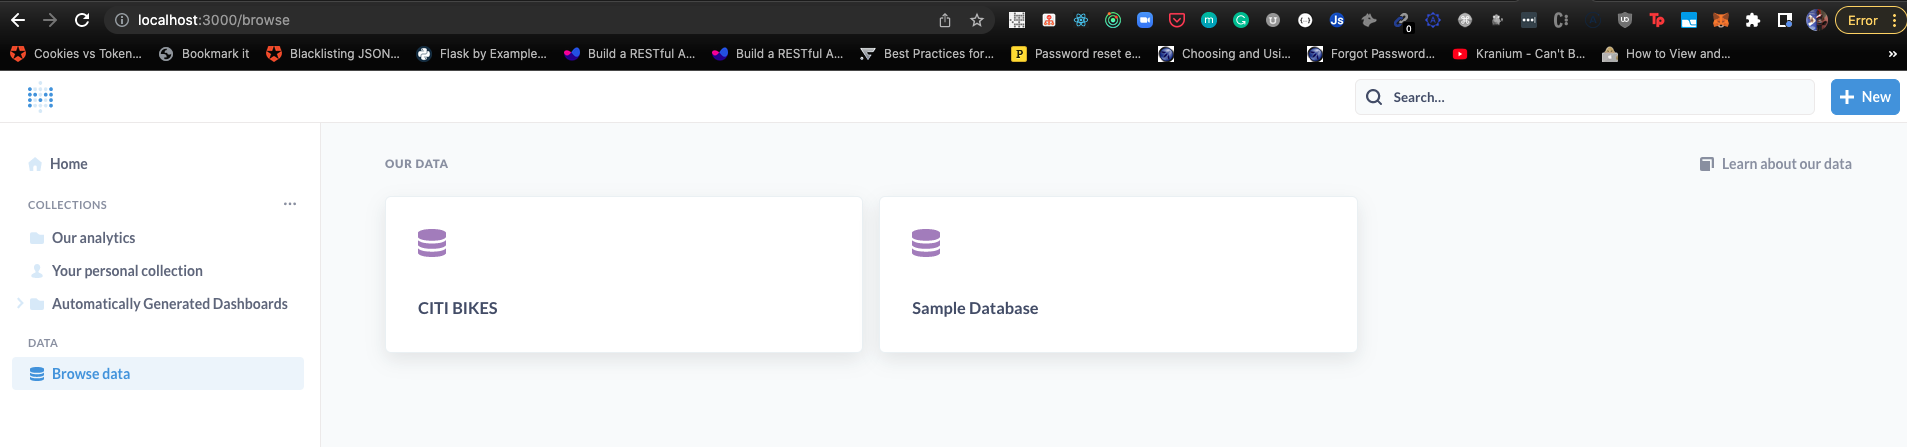 localhost:3000/browse
0
Error
Cookies vs Token...
Bookmark it
Blacklisting JSON...
Flask by Example...
Build a RESTful A...
Build a RESTful A...
Best Practices for...
P
Password reset e...
Choosing and Usi...
Forgot Password...
Kranium - Can't B...
How to View and...
»
Search...
+ New
Home
COLLECTIONS
...
Our analytics
Your personal collection
Automatically Generated Dashboards
DATA
Browse data
OUR DATA
Learn about our data
CITI BIKES
Sample Database